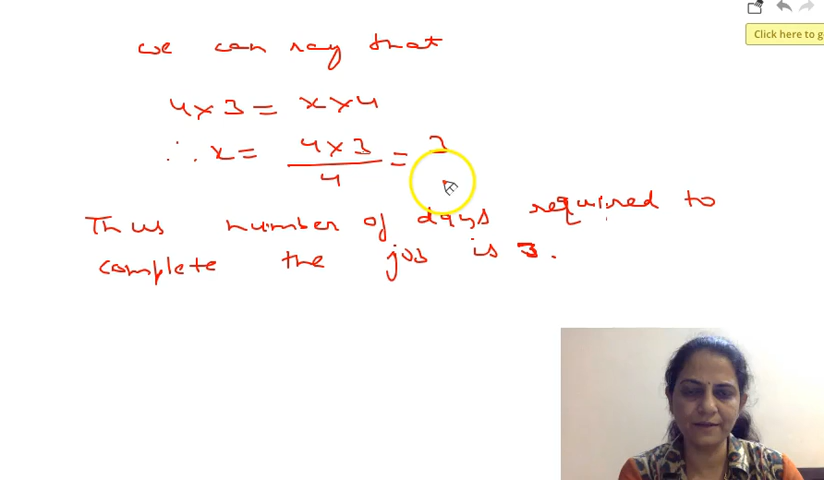 Click here to g
we can say that
4 x 3 = x x 4
∴ x = 4 x 3 / 4 = 3
Thus number of days required to
complete the job is 3.